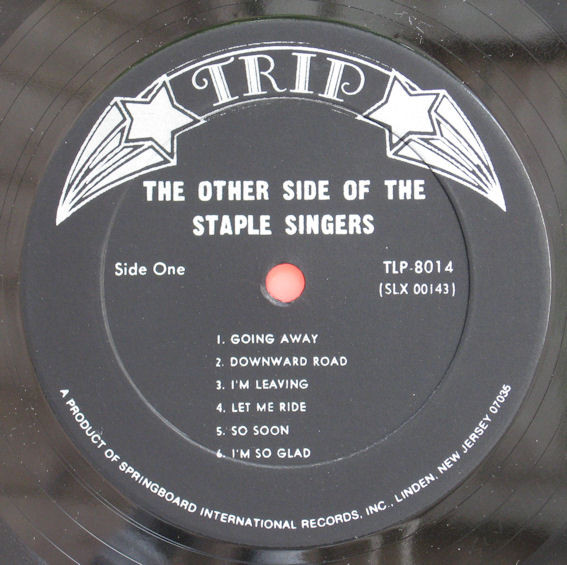 TRIP
THE OTHER SIDE OF THE
STAPLE SINGERS
Side One
TLP-8014
(SLX 00143)
1. GOING AWAY
2. DOWNWARD ROAD
3. I'M LEAVING
4. LET ME RIDE
5. SO SOON
6. I'M SO GLAD
A PRODUCT OF SPRINGBOARD INTERNATIONAL RECORDS, INC., LINDEN, NEW JERSEY 07036